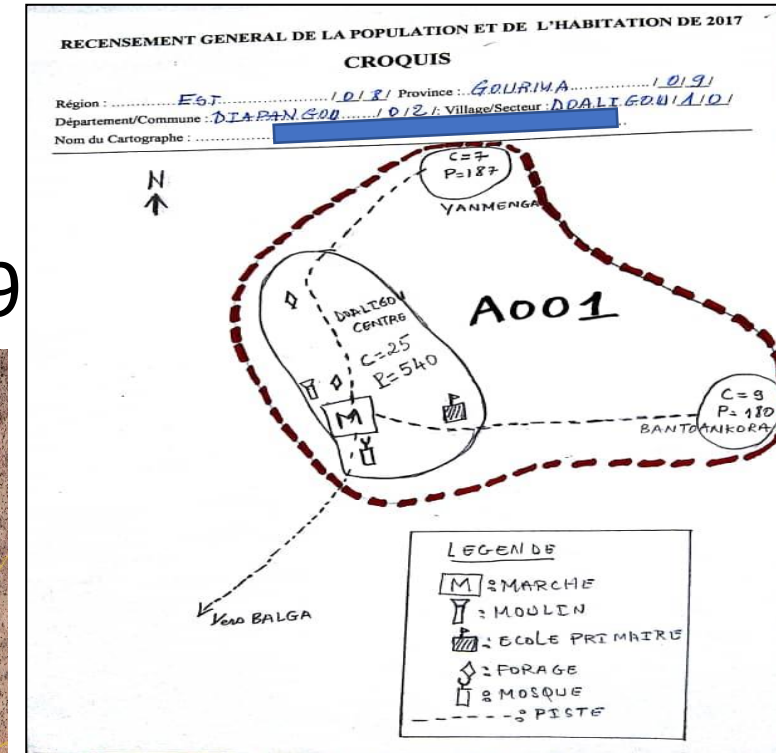 RECENSEMENT GENERAL DE LA POPULATION ET DE L'HABITATION DE 2017
CROQUIS
Région : EST / 0 / 8 / Province : GOURMA / 0 / 9 /
Département/Commune : DIAPANGOU / 0 / 2 /: Village/Secteur : DOALIGOU / 1 / 0 /
Nom du Cartographe :
N
C=7
P=187
YANMENGA
9
DOALIGOU
CENTRE
A001
C=25
P=540
C=9
P=180
M
BANTOANKORA
LEGENDE
M : MARCHE
Vers BALGA
: MOULIN
: ECOLE PRIMAIRE
: FORAGE
: MOSQUE
: PISTE